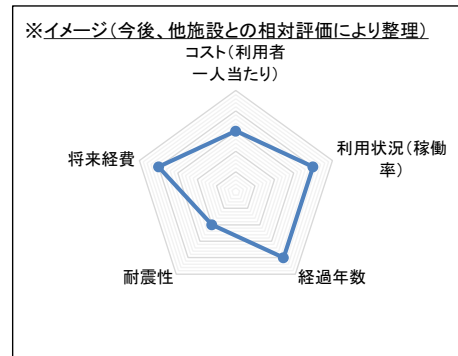 ※イメージ(今後、他施設との相対評価により整理)
コスト(利用者
一人当たり)
利用状況(稼働
率)
経過年数
耐震性
将来経費